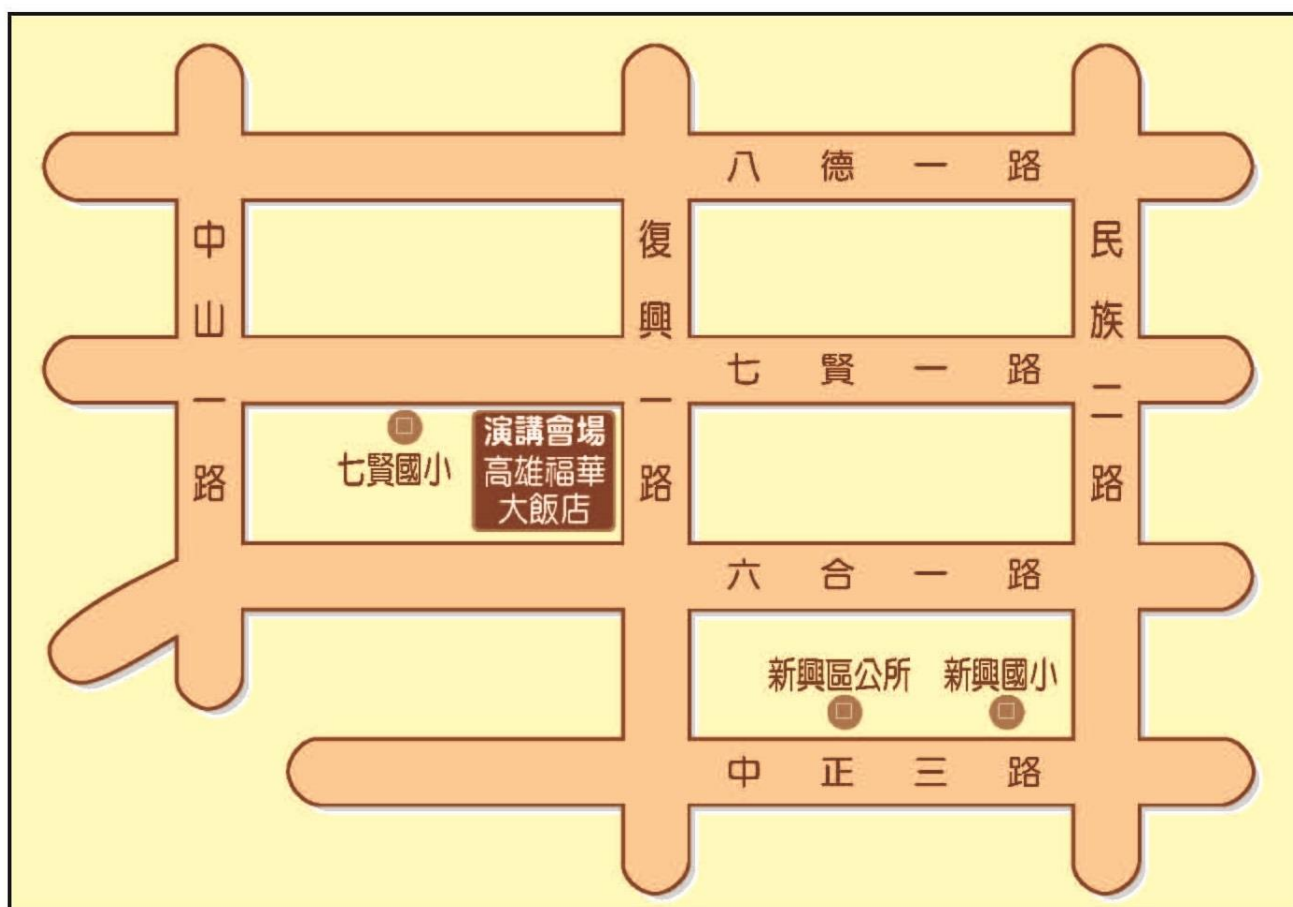 八德一路
中山一路
復興一路
民族二路
七賢一路
七賢國小
演講會場
高雄福華
大飯店
六合一路
新興區公所
新興國小
中正三路